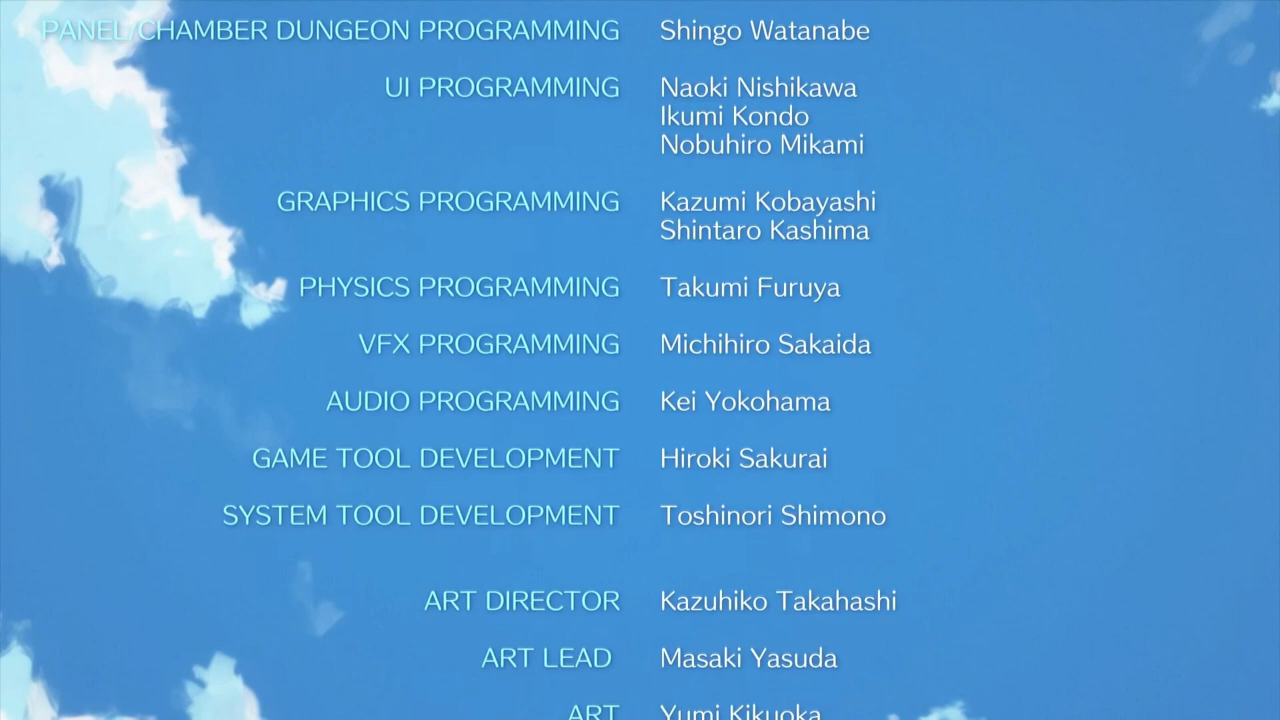 PANEL/CHAMBER DUNGEON PROGRAMMING Shingo Watanabe
UI PROGRAMMING Naoki Nishikawa
Ikumi Kondo
Nobuhiro Mikami
GRAPHICS PROGRAMMING Kazumi Kobayashi
Shintaro Kashima
PHYSICS PROGRAMMING Takumi Furuya
VFX PROGRAMMING Michihiro Sakaida
AUDIO PROGRAMMING Kei Yokohama
GAME TOOL DEVELOPMENT Hiroki Sakurai
SYSTEM TOOL DEVELOPMENT Toshinori Shimono
ART DIRECTOR Kazuhiko Takahashi
ART LEAD Masaki Yasuda
ART Yumi Kikuoka